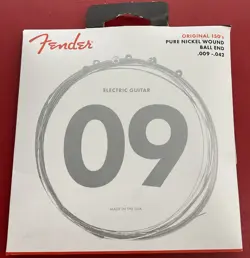 Fender
ORIGINAL 150's
PURE NICKEL WOUND
BALL END
.009 -.042
ELECTRIC GUITAR
09
MADE IN THE USA